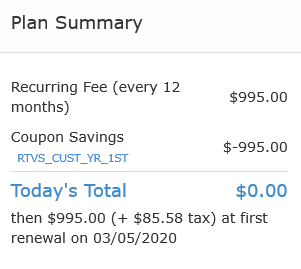 Plan Summary
Recurring Fee (every 12
months)
$995.00
Coupon Savings
RTVS_CUST_YR_1ST
$-995.00
Today's Total
$0.00
then $995.00 (+ $85.58 tax) at first
renewal on 03/05/2020